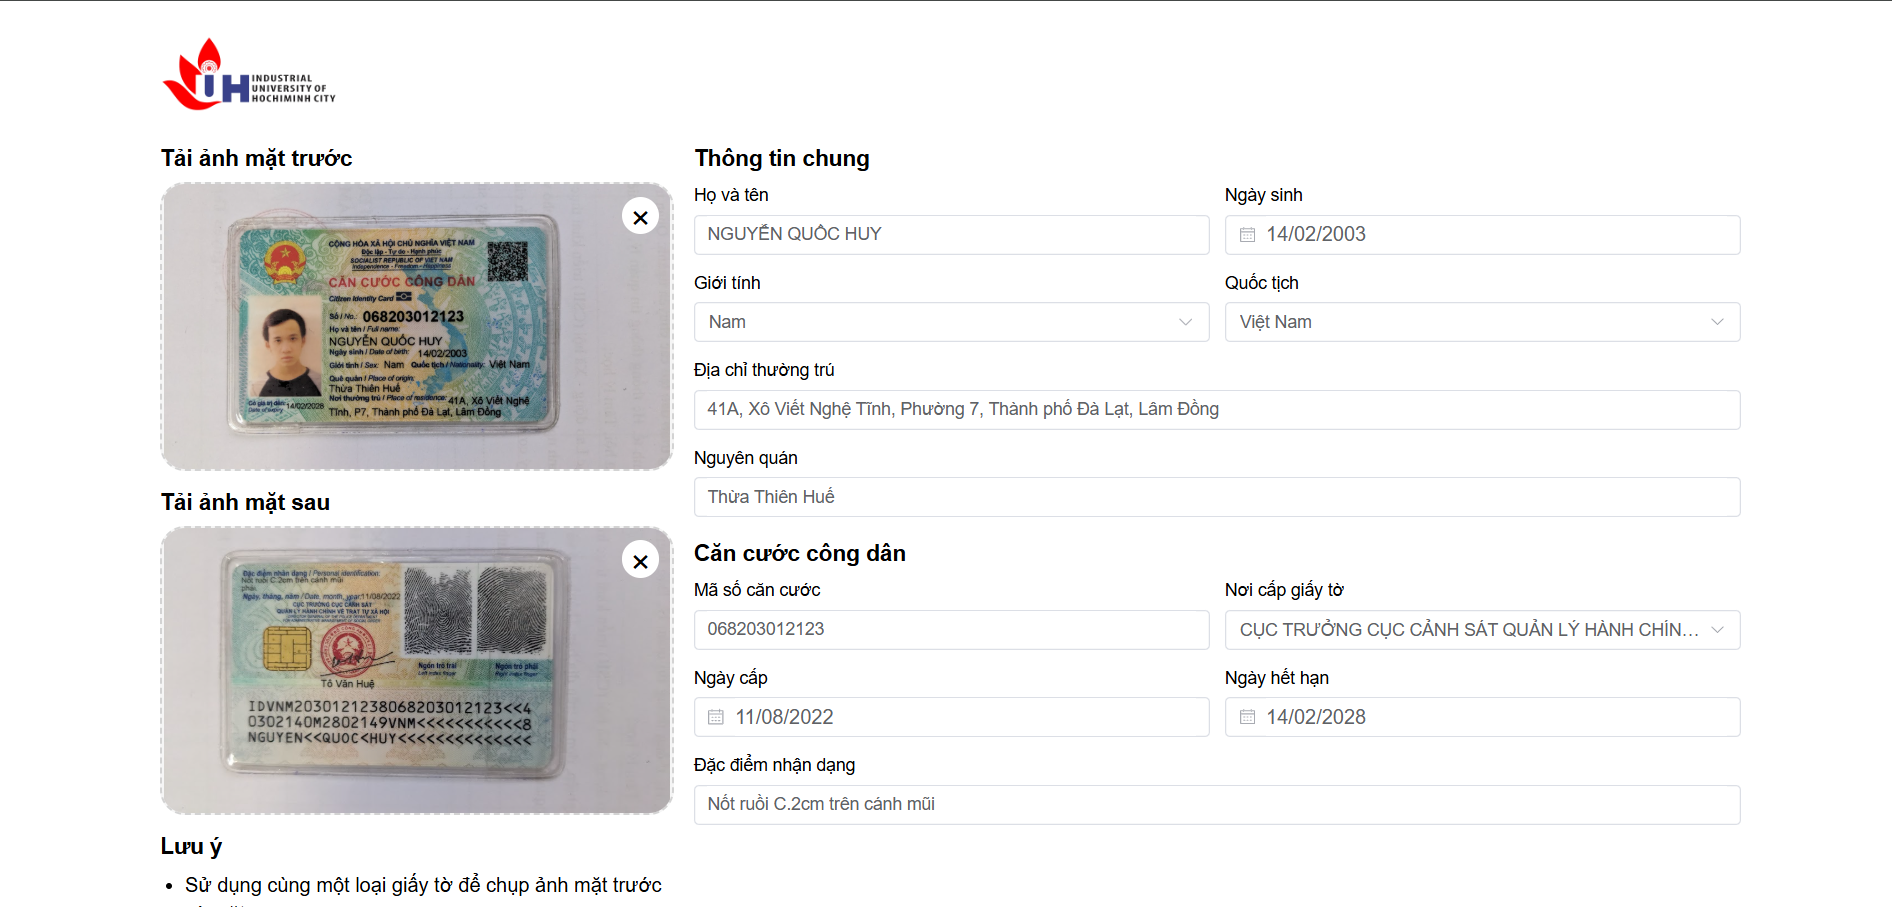 INDUSTRIAL
UNIVERSITY OF
HOCHIMINH CITY
Tải ảnh mặt trước
CỘNG HÒA XÃ HỘI CHỦ NGHĨA VIỆT NAM
Độc lập - Tự do - Hạnh phúc
SOCIALIST REPUBLIC OF VIET NAM
Independence - Freedom - Happiness
CĂN CƯỚC CÔNG DÂN
Citizen Identity Card
Số / No.: 068203012123
Họ và tên / Full name:
NGUYỄN QUỐC HUY
Ngày sinh / Date of birth: 14/02/2003
Giới tính / Sex: Nam Quốc tịch / Nationality: Việt Nam
Quê quán / Place of origin:
Thừa Thiên Huế
Nơi thường trú / Place of residence: 41A, Xô Viết Nghệ
Tĩnh, P7, Thành phố Đà Lạt, Lâm Đồng
Có giá trị đến: 14/02/2028
Date of expiry
Tải ảnh mặt sau
Đặc điểm nhân dạng / Personal identification:
Nốt ruồi C.2cm trên cánh mũi
phải
Ngày, tháng, năm / Date, month, year: 11/08/2022
CỤC TRƯỞNG CỤC CẢNH SÁT
QUẢN LÝ HÀNH CHÍNH VỀ TRẬT TỰ XÃ HỘI
Tô Văn Huệ
Ngón trỏ trái
Left index finger
Ngón trỏ phải
Right index finger
IDVNM2030121238068203012123<<4
0302140M2802149VNM<<<<<<<<<<<8
NGUYEN<<QUOC<HUY<<<<<<<<<<<<<<
Lưu ý
• Sử dụng cùng một loại giấy tờ để chụp ảnh mặt trước
Thông tin chung
Họ và tên
NGUYỄN QUỐC HUY
Ngày sinh
14/02/2003
Giới tính
Nam
Quốc tịch
Việt Nam
Địa chỉ thường trú
41A, Xô Viết Nghệ Tĩnh, Phường 7, Thành phố Đà Lạt, Lâm Đồng
Nguyên quán
Thừa Thiên Huế
Căn cước công dân
Mã số căn cước
068203012123
Nơi cấp giấy tờ
CỤC TRƯỞNG CỤC CẢNH SÁT QUẢN LÝ HÀNH CHÍN...
Ngày cấp
11/08/2022
Ngày hết hạn
14/02/2028
Đặc điểm nhận dạng
Nốt ruồi C.2cm trên cánh mũi